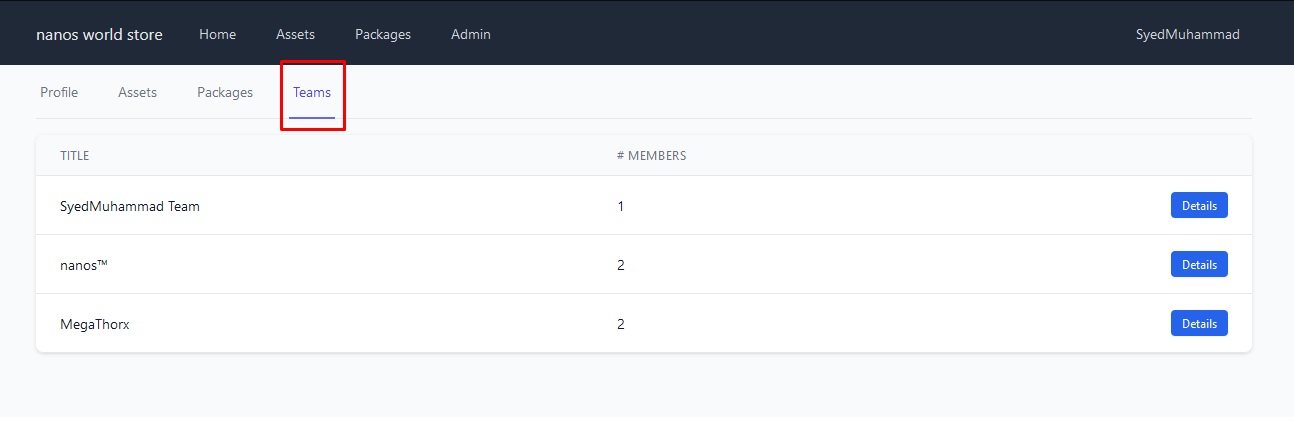 nanos world store Home Assets Packages Admin SyedMuhammad
Profile Assets Packages Teams
TITLE # MEMBERS
SyedMuhammad Team 1 Details
nanos™ 2 Details
MegaThorx 2 Details